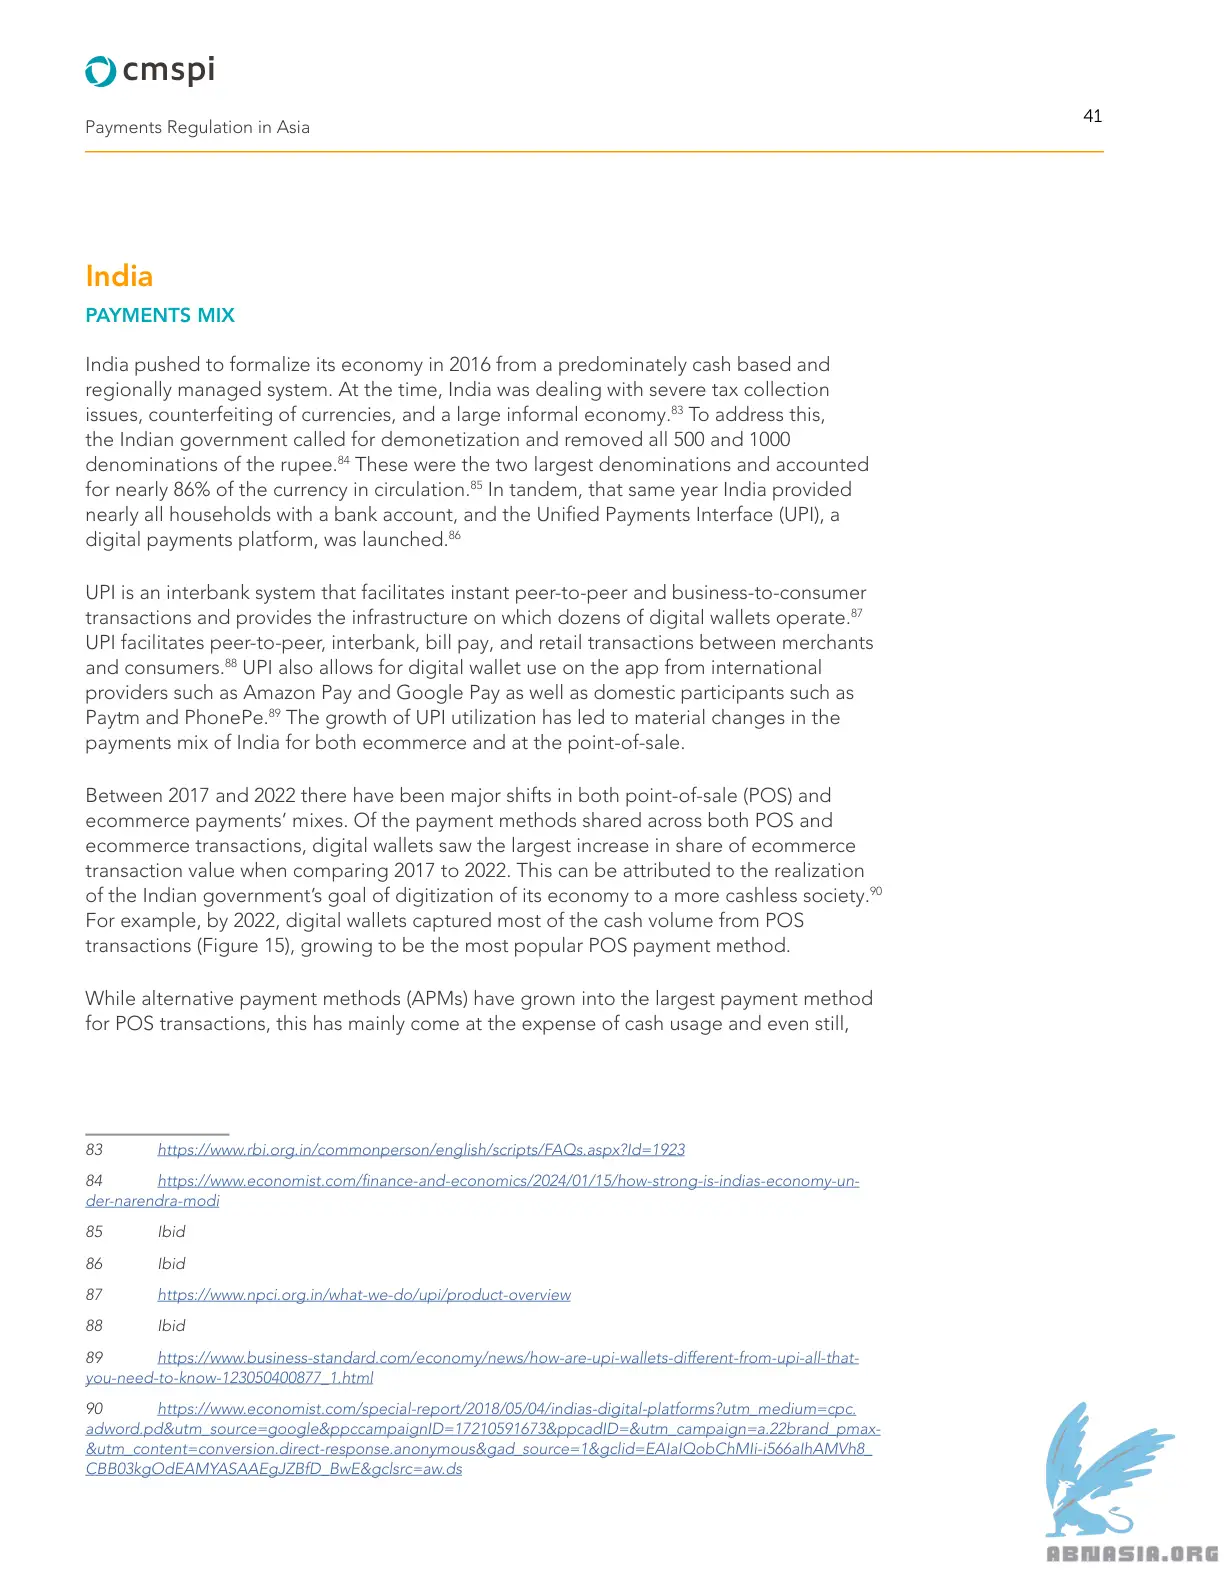 cmspi
Payments Regulation in Asia
41
India
PAYMENTS MIX
India pushed to formalize its economy in 2016 from a predominately cash based and
regionally managed system. At the time, India was dealing with severe tax collection
issues, counterfeiting of currencies, and a large informal economy.83 To address this,
the Indian government called for demonetization and removed all 500 and 1000
denominations of the rupee.84 These were the two largest denominations and accounted
for nearly 86% of the currency in circulation.85 In tandem, that same year India provided
nearly all households with a bank account, and the Unified Payments Interface (UPI), a
digital payments platform, was launched.86
UPI is an interbank system that facilitates instant peer-to-peer and business-to-consumer
transactions and provides the infrastructure on which dozens of digital wallets operate.87
UPI facilitates peer-to-peer, interbank, bill pay, and retail transactions between merchants
and consumers.88 UPI also allows for digital wallet use on the app from international
providers such as Amazon Pay and Google Pay as well as domestic participants such as
Paytm and PhonePe.89 The growth of UPI utilization has led to material changes in the
payments mix of India for both ecommerce and at the point-of-sale.
Between 2017 and 2022 there have been major shifts in both point-of-sale (POS) and
ecommerce payments’ mixes. Of the payment methods shared across both POS and
ecommerce transactions, digital wallets saw the largest increase in share of ecommerce
transaction value when comparing 2017 to 2022. This can be attributed to the realization
of the Indian government’s goal of digitization of its economy to a more cashless society.90
For example, by 2022, digital wallets captured most of the cash volume from POS
transactions (Figure 15), growing to be the most popular POS payment method.
While alternative payment methods (APMs) have grown into the largest payment method
for POS transactions, this has mainly come at the expense of cash usage and even still,
83 https://www.rbi.org.in/commonperson/english/scripts/FAQs.aspx?Id=1923
84 https://www.economist.com/finance-and-economics/2024/01/15/how-strong-is-indias-economy-un-
der-narendra-modi
85 Ibid
86 Ibid
87 https://www.npci.org.in/what-we-do/upi/product-overview
88 Ibid
89 https://www.business-standard.com/economy/news/how-are-upi-wallets-different-from-upi-all-that-
you-need-to-know-123050400877_1.html
90 https://www.economist.com/special-report/2018/05/04/indias-digital-platforms?utm_medium=cpc.
adword.pd&utm_source=google&ppccampaignID=17210591673&ppcadID=&utm_campaign=a.22brand_pmax-
&utm_content=conversion.direct-response.anonymous&gad_source=1&gclid=EAIaIQobChMIi-i566aIhAMVh8_
CBB03kgOdEAMYASAAEgJZBfD_BwE&gclsrc=aw.ds
ABNASIA.ORG